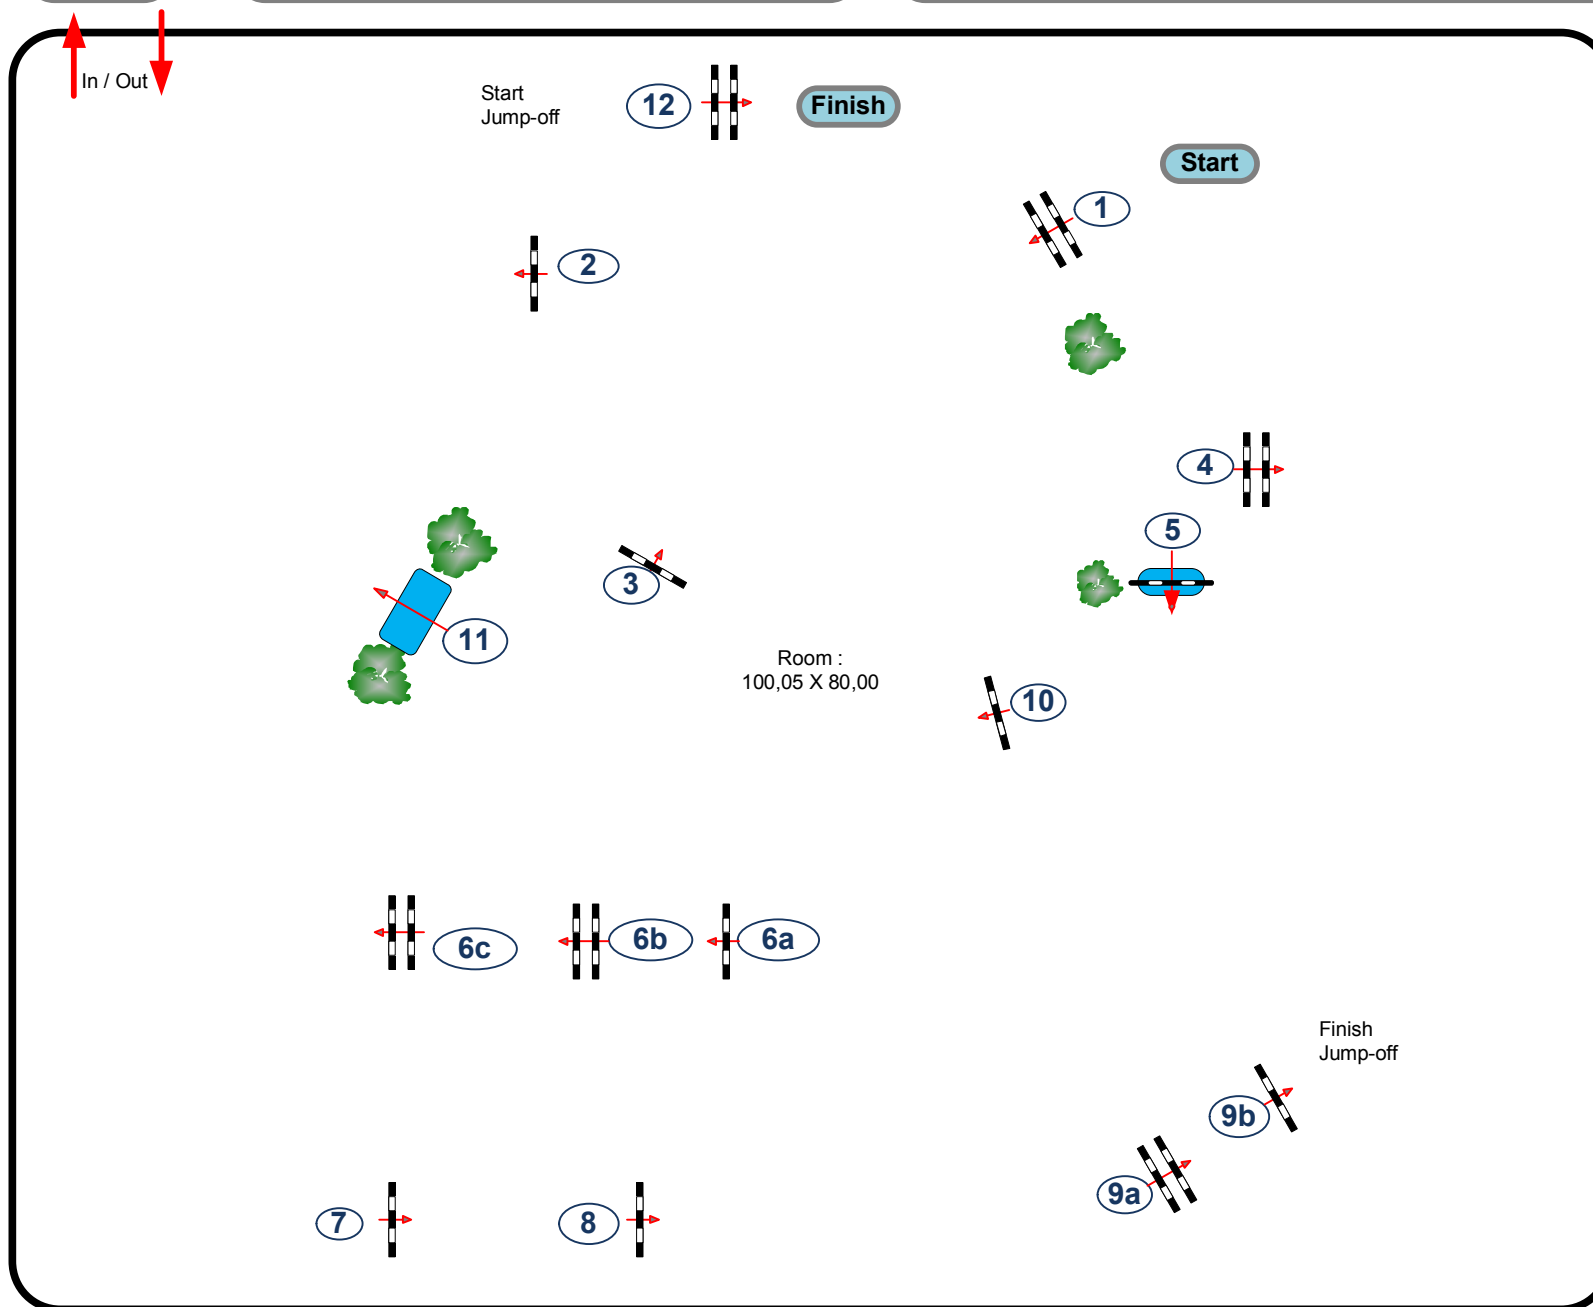 In / Out
Start
Jump-off
12
Finish
Start
1
2
4
5
3
11
Room :
100,05 X 80,00
10
6c
6b
6a
Finish
Jump-off
9b
9a
7
8